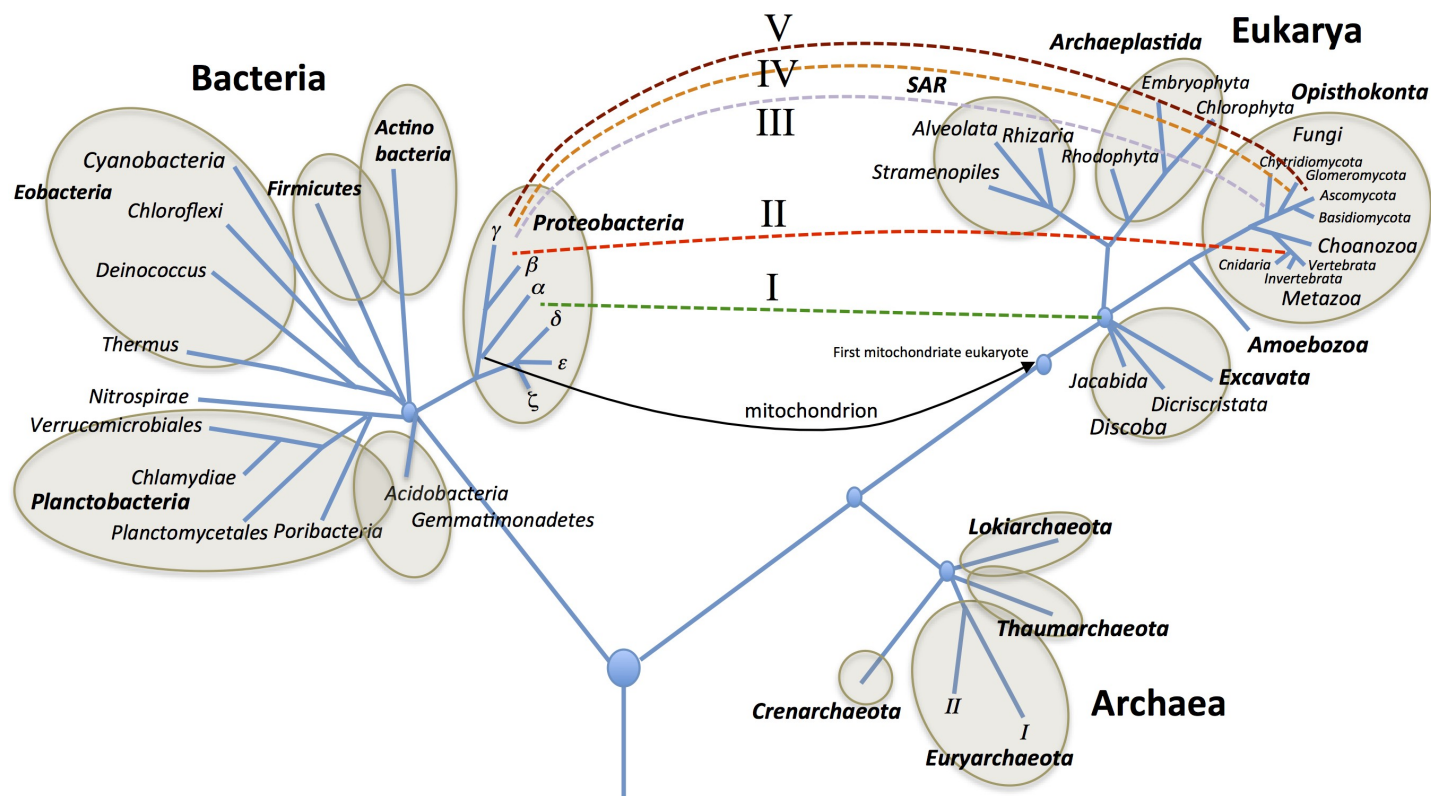 Bacteria
Eukarya
Archaea
V
IV
III
II
I
Cyanobacteria
Eobacteria
Chloroflexi
Deinococcus
Thermus
Nitrospirae
Verrucomicrobiales
Chlamydiae
Planctobacteria
Planctomycetales
Poribacteria
Acidobacteria
Gemmatimonadetes
Firmicutes
Actino
bacteria
Proteobacteria
γ
β
α
δ
ε
ζ
mitochondrion
First mitochondriate eukaryote
SAR
Alveolata
Rhizaria
Stramenopiles
Archaeplastida
Embryophyta
Chlorophyta
Rhodophyta
Opisthokonta
Fungi
Chytridiomycota
Glomeromycota
Ascomycota
Basidiomycota
Choanozoa
Cnidaria
Vertebrata
Invertebrata
Metazoa
Amoebozoa
Excavata
Jacabida
Dicriscristata
Discoba
Lokiarchaeota
Thaumarchaeota
Crenarchaeota
II
I
Euryarchaeota